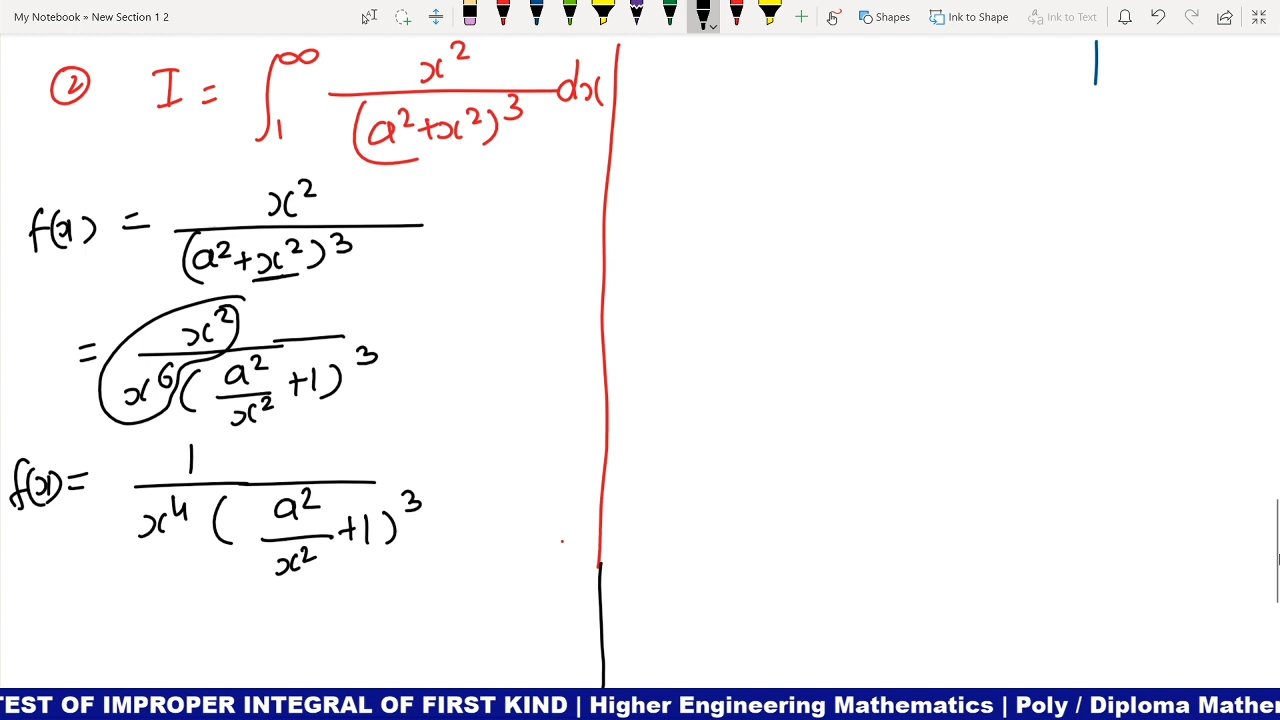 My Notebook » New Section 1 2
Shapes
Ink to Shape
Ink to Text
② I = ∫₁^∞ x²/(a²+x²)³ dx
f(x) = x²/(a²+x²)³
= x²/x⁶(a²/x² +1)³
f(x) = 1/x⁴(a²/x² +1)³
TEST OF IMPROPER INTEGRAL OF FIRST KIND | Higher Engineering Mathematics | Poly / Diploma Mathe